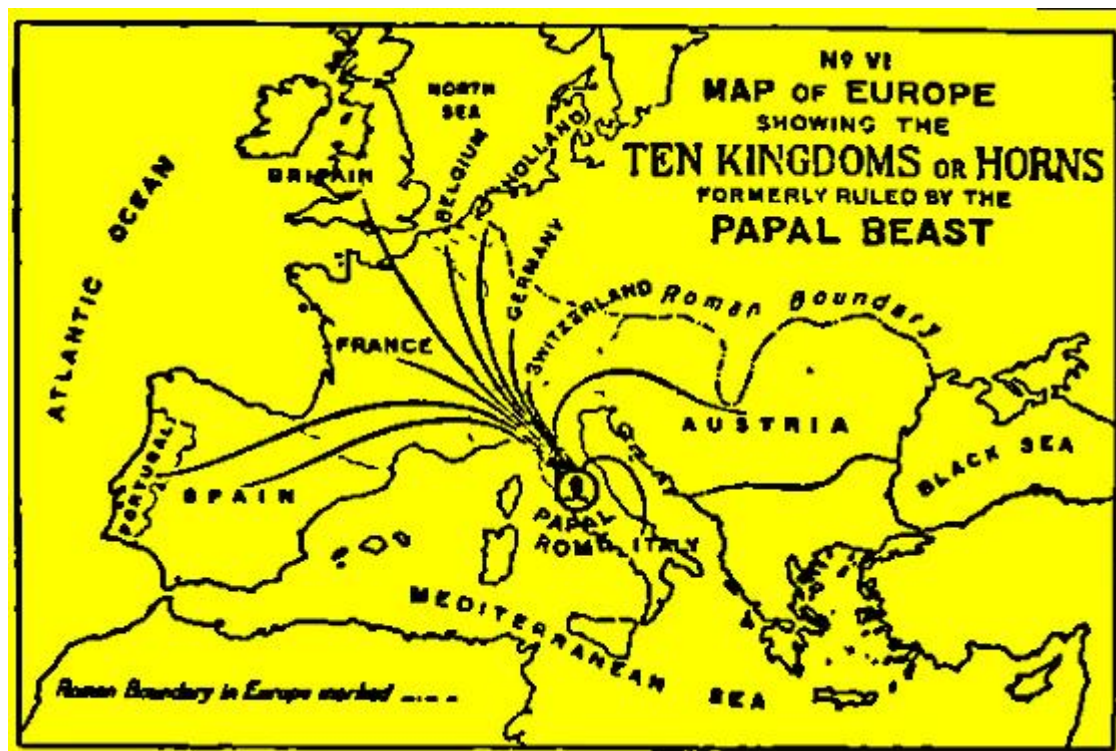 Nº VI
MAP OF EUROPE
SHOWING THE
TEN KINGDOMS OR HORNS
FORMERLY RULED BY THE
PAPAL BEAST
NORTH
SEA
BRITAIN
BELGIUM
HOLLAND
ATLANTIC OCEAN
GERMANY
SWITZERLAND
Roman Boundary
FRANCE
AUSTRIA
BLACK SEA
PORTUGAL
SPAIN
PAPAL
ROME
ITALY
MEDITERRANEAN SEA
Roman Boundary in Europe marked